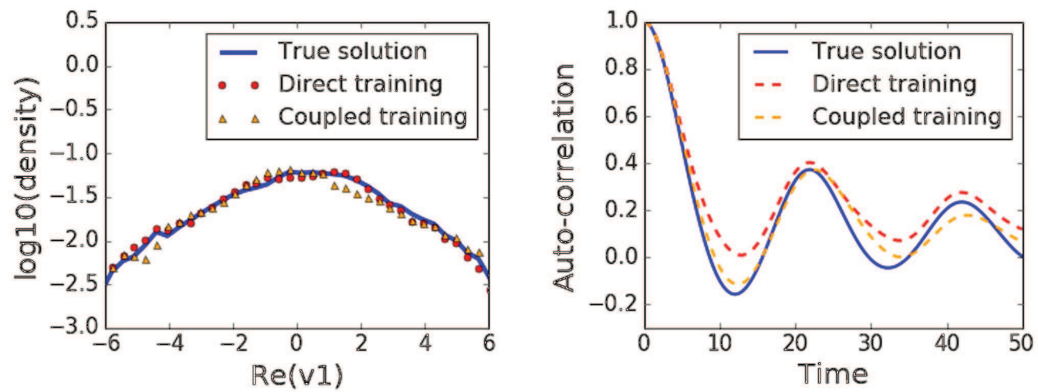 0.5
0.0
−0.5
−1.0
−1.5
−2.0
−2.5
−3.0
log10(density)
True solution
Direct training
Coupled training
−6 −4 −2 0 2 4 6
Re(v1)
1.0
0.8
0.6
0.4
0.2
0.0
−0.2
Auto-correlation
True solution
Direct training
Coupled training
0 10 20 30 40 50
Time